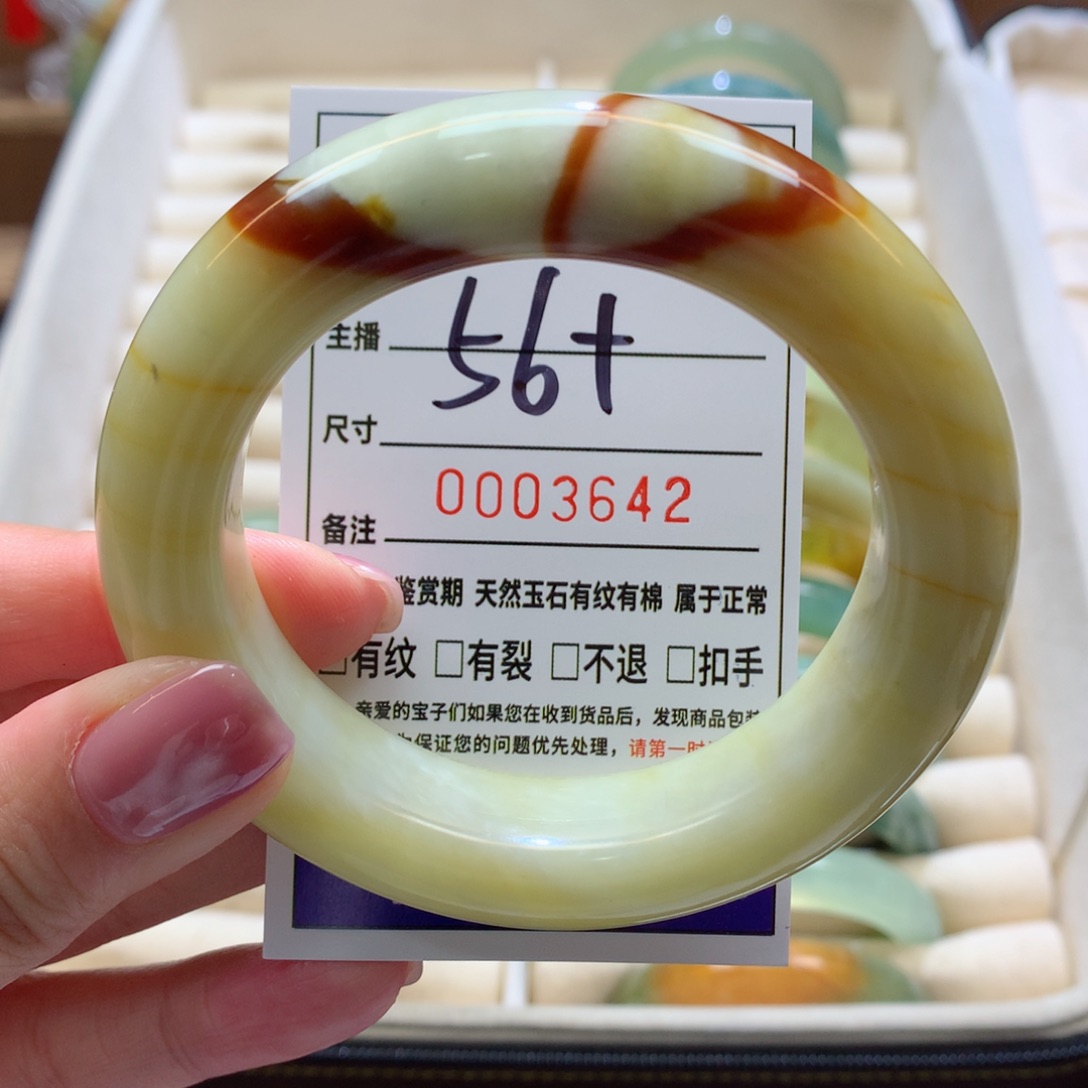 主播 56+
尺寸
0003642
备注
鉴赏期 天然玉石有纹有棉 属于正常
□有纹 □有裂 □不退 □扣手
亲爱的宝子们如果您在收到货品后，发现商品包装
保证您的问题优先处理，请第一时